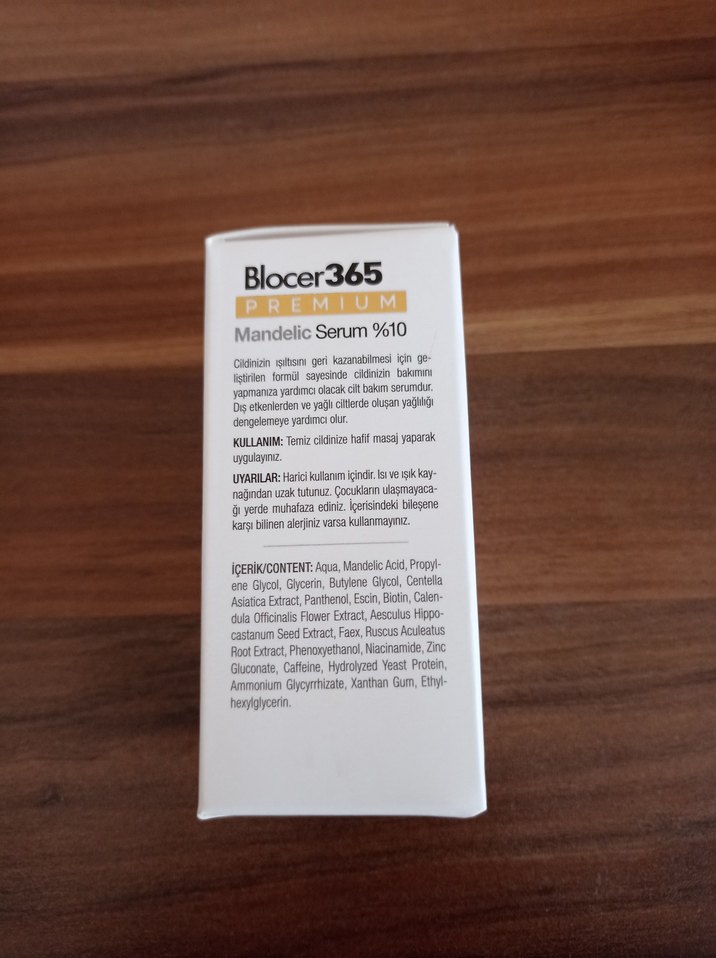 Blocer365
PREMIUM
Mandelic Serum %10
Cildinizin ışıltısını geri kazanabilmesi için ge-
liştirilen formül sayesinde cildinizin bakımını
yapmanıza yardımcı olacak cilt bakım serumdur.
Dış etkenlerden ve yağlı ciltlerde oluşan yağlılığı
dengelemeye yardımcı olur.
KULLANIM: Temiz cildinize hafif masaj yaparak
uygulayınız.
UYARILAR: Harici kullanım içindir. Isı ve ışık kay-
nağından uzak tutunuz. Çocukların ulaşmayaca-
ğı yerde muhafaza ediniz. İçerisindeki bileşene
karşı bilinen alerjiniz varsa kullanmayınız.
İÇERİK/CONTENT: Aqua, Mandelic Acid, Propyl-
ene Glycol, Glycerin, Butylene Glycol, Centella
Asiatica Extract, Panthenol, Escin, Biotin, Calen-
dula Officinalis Flower Extract, Aesculus Hippo-
castanum Seed Extract, Faex, Ruscus Aculeatus
Root Extract, Phenoxyethanol, Niacinamide, Zinc
Gluconate, Caffeine, Hydrolyzed Yeast Protein,
Ammonium Glycyrrhizate, Xanthan Gum, Ethyl-
hexylglycerin.